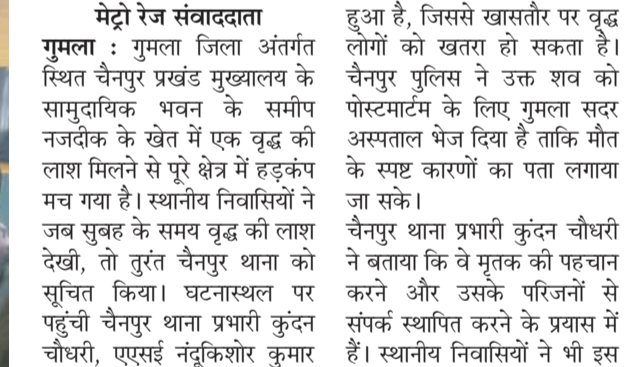 मेट्रो रेज संवाददाता
गुमला : गुमला जिला अंतर्गत
स्थित चैनपुर प्रखंड मुख्यालय के
सामुदायिक भवन के समीप
नजदीक के खेत में एक वृद्ध की
लाश मिलने से पूरे क्षेत्र में हड़कंप
मच गया है। स्थानीय निवासियों ने
जब सुबह के समय वृद्ध की लाश
देखी, तो तुरंत चैनपुर थाना को
सूचित किया। घटनास्थल पर
पहुंची चैनपुर थाना प्रभारी कुंदन
चौधरी, एएसई नंदूकिशोर कुमार
हुआ है, जिससे खासतौर पर वृद्ध
लोगों को खतरा हो सकता है।
चैनपुर पुलिस ने उक्त शव को
पोस्टमार्टम के लिए गुमला सदर
अस्पताल भेज दिया है ताकि मौत
के स्पष्ट कारणों का पता लगाया
जा सके।
चैनपुर थाना प्रभारी कुंदन चौधरी
ने बताया कि वे मृतक की पहचान
करने और उसके परिजनों से
संपर्क स्थापित करने के प्रयास में
हैं। स्थानीय निवासियों ने भी इस